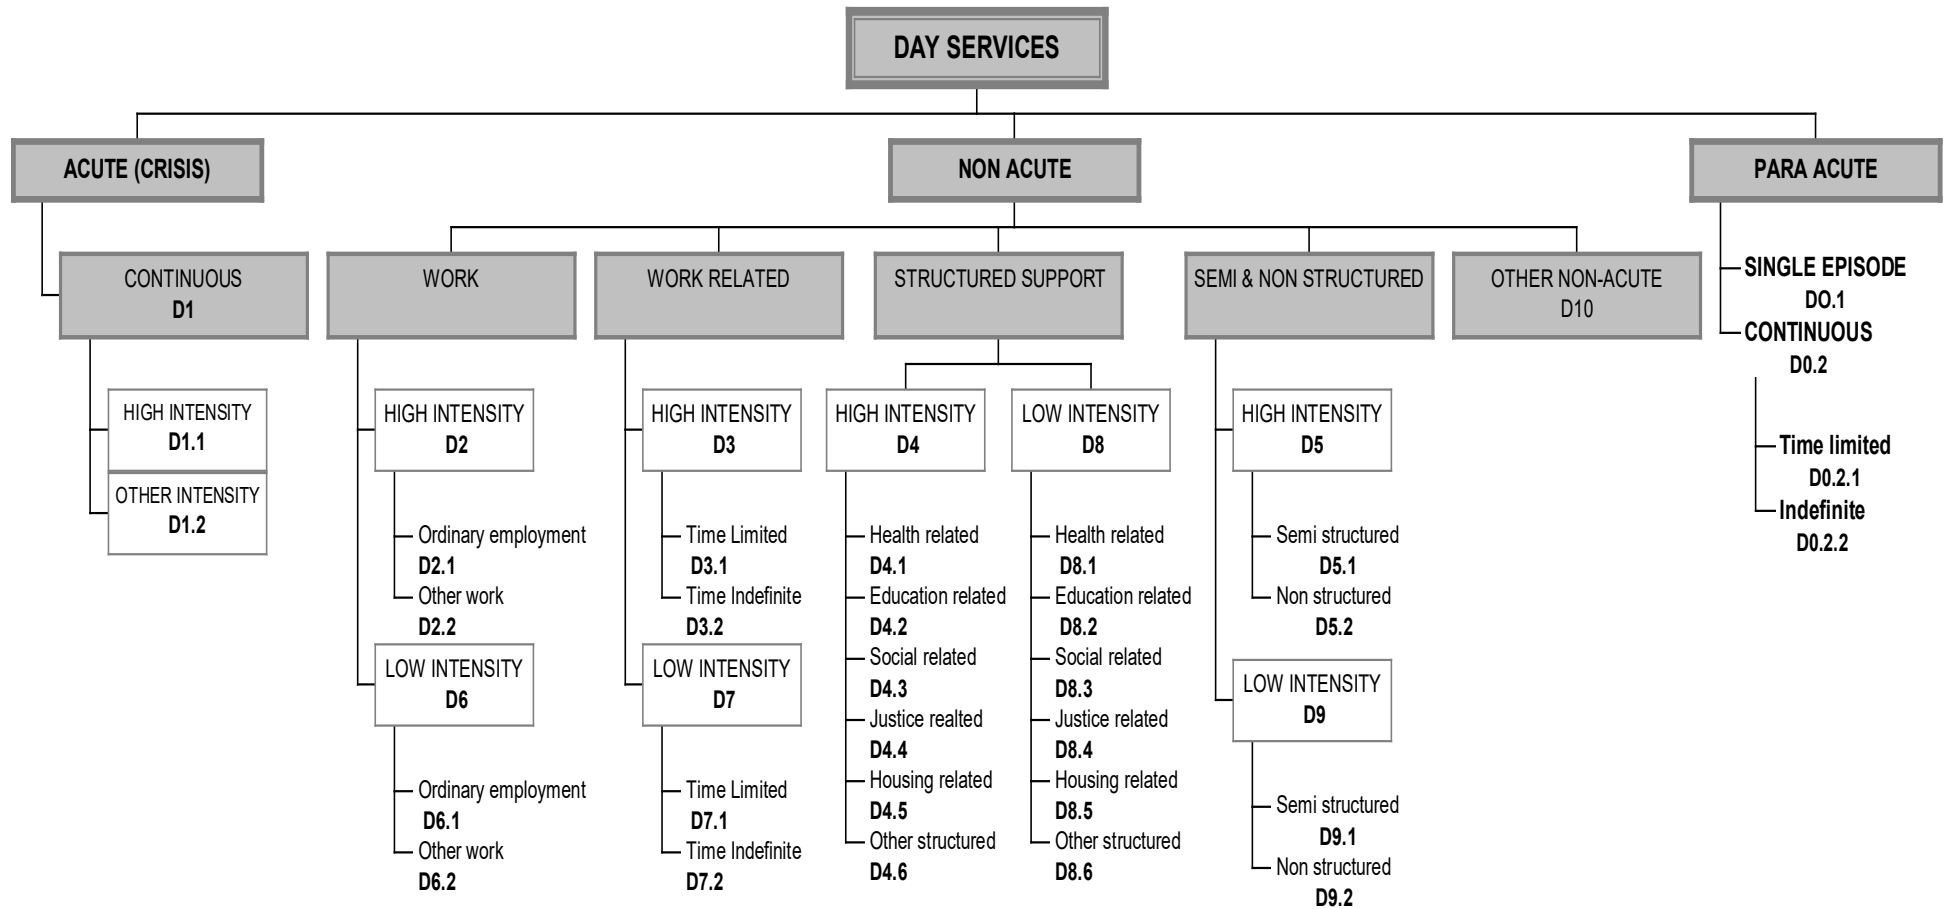 DAY SERVICES
ACUTE (CRISIS)
NON ACUTE
PARA ACUTE
CONTINUOUS
D1
HIGH INTENSITY
D1.1
OTHER INTENSITY
D1.2
WORK
HIGH INTENSITY
D2
Ordinary employment
D2.1
Other work
D2.2
LOW INTENSITY
D6
Ordinary employment
D6.1
Other work
D6.2
WORK RELATED
HIGH INTENSITY
D3
Time Limited
D3.1
Time Indefinite
D3.2
LOW INTENSITY
D7
Time Limited
D7.1
Time Indefinite
D7.2
STRUCTURED SUPPORT
HIGH INTENSITY
D4
Health related
D4.1
Education related
D4.2
Social related
D4.3
Justice realted
D4.4
Housing related
D4.5
Other structured
D4.6
LOW INTENSITY
D8
Health related
D8.1
Education related
D8.2
Social related
D8.3
Justice related
D8.4
Housing related
D8.5
Other structured
D8.6
SEMI & NON STRUCTURED
HIGH INTENSITY
D5
Semi structured
D5.1
Non structured
D5.2
LOW INTENSITY
D9
Semi structured
D9.1
Non structured
D9.2
OTHER NON-ACUTE
D10
SINGLE EPISODE
DO.1
CONTINUOUS
D0.2
Time limited
D0.2.1
Indefinite
D0.2.2